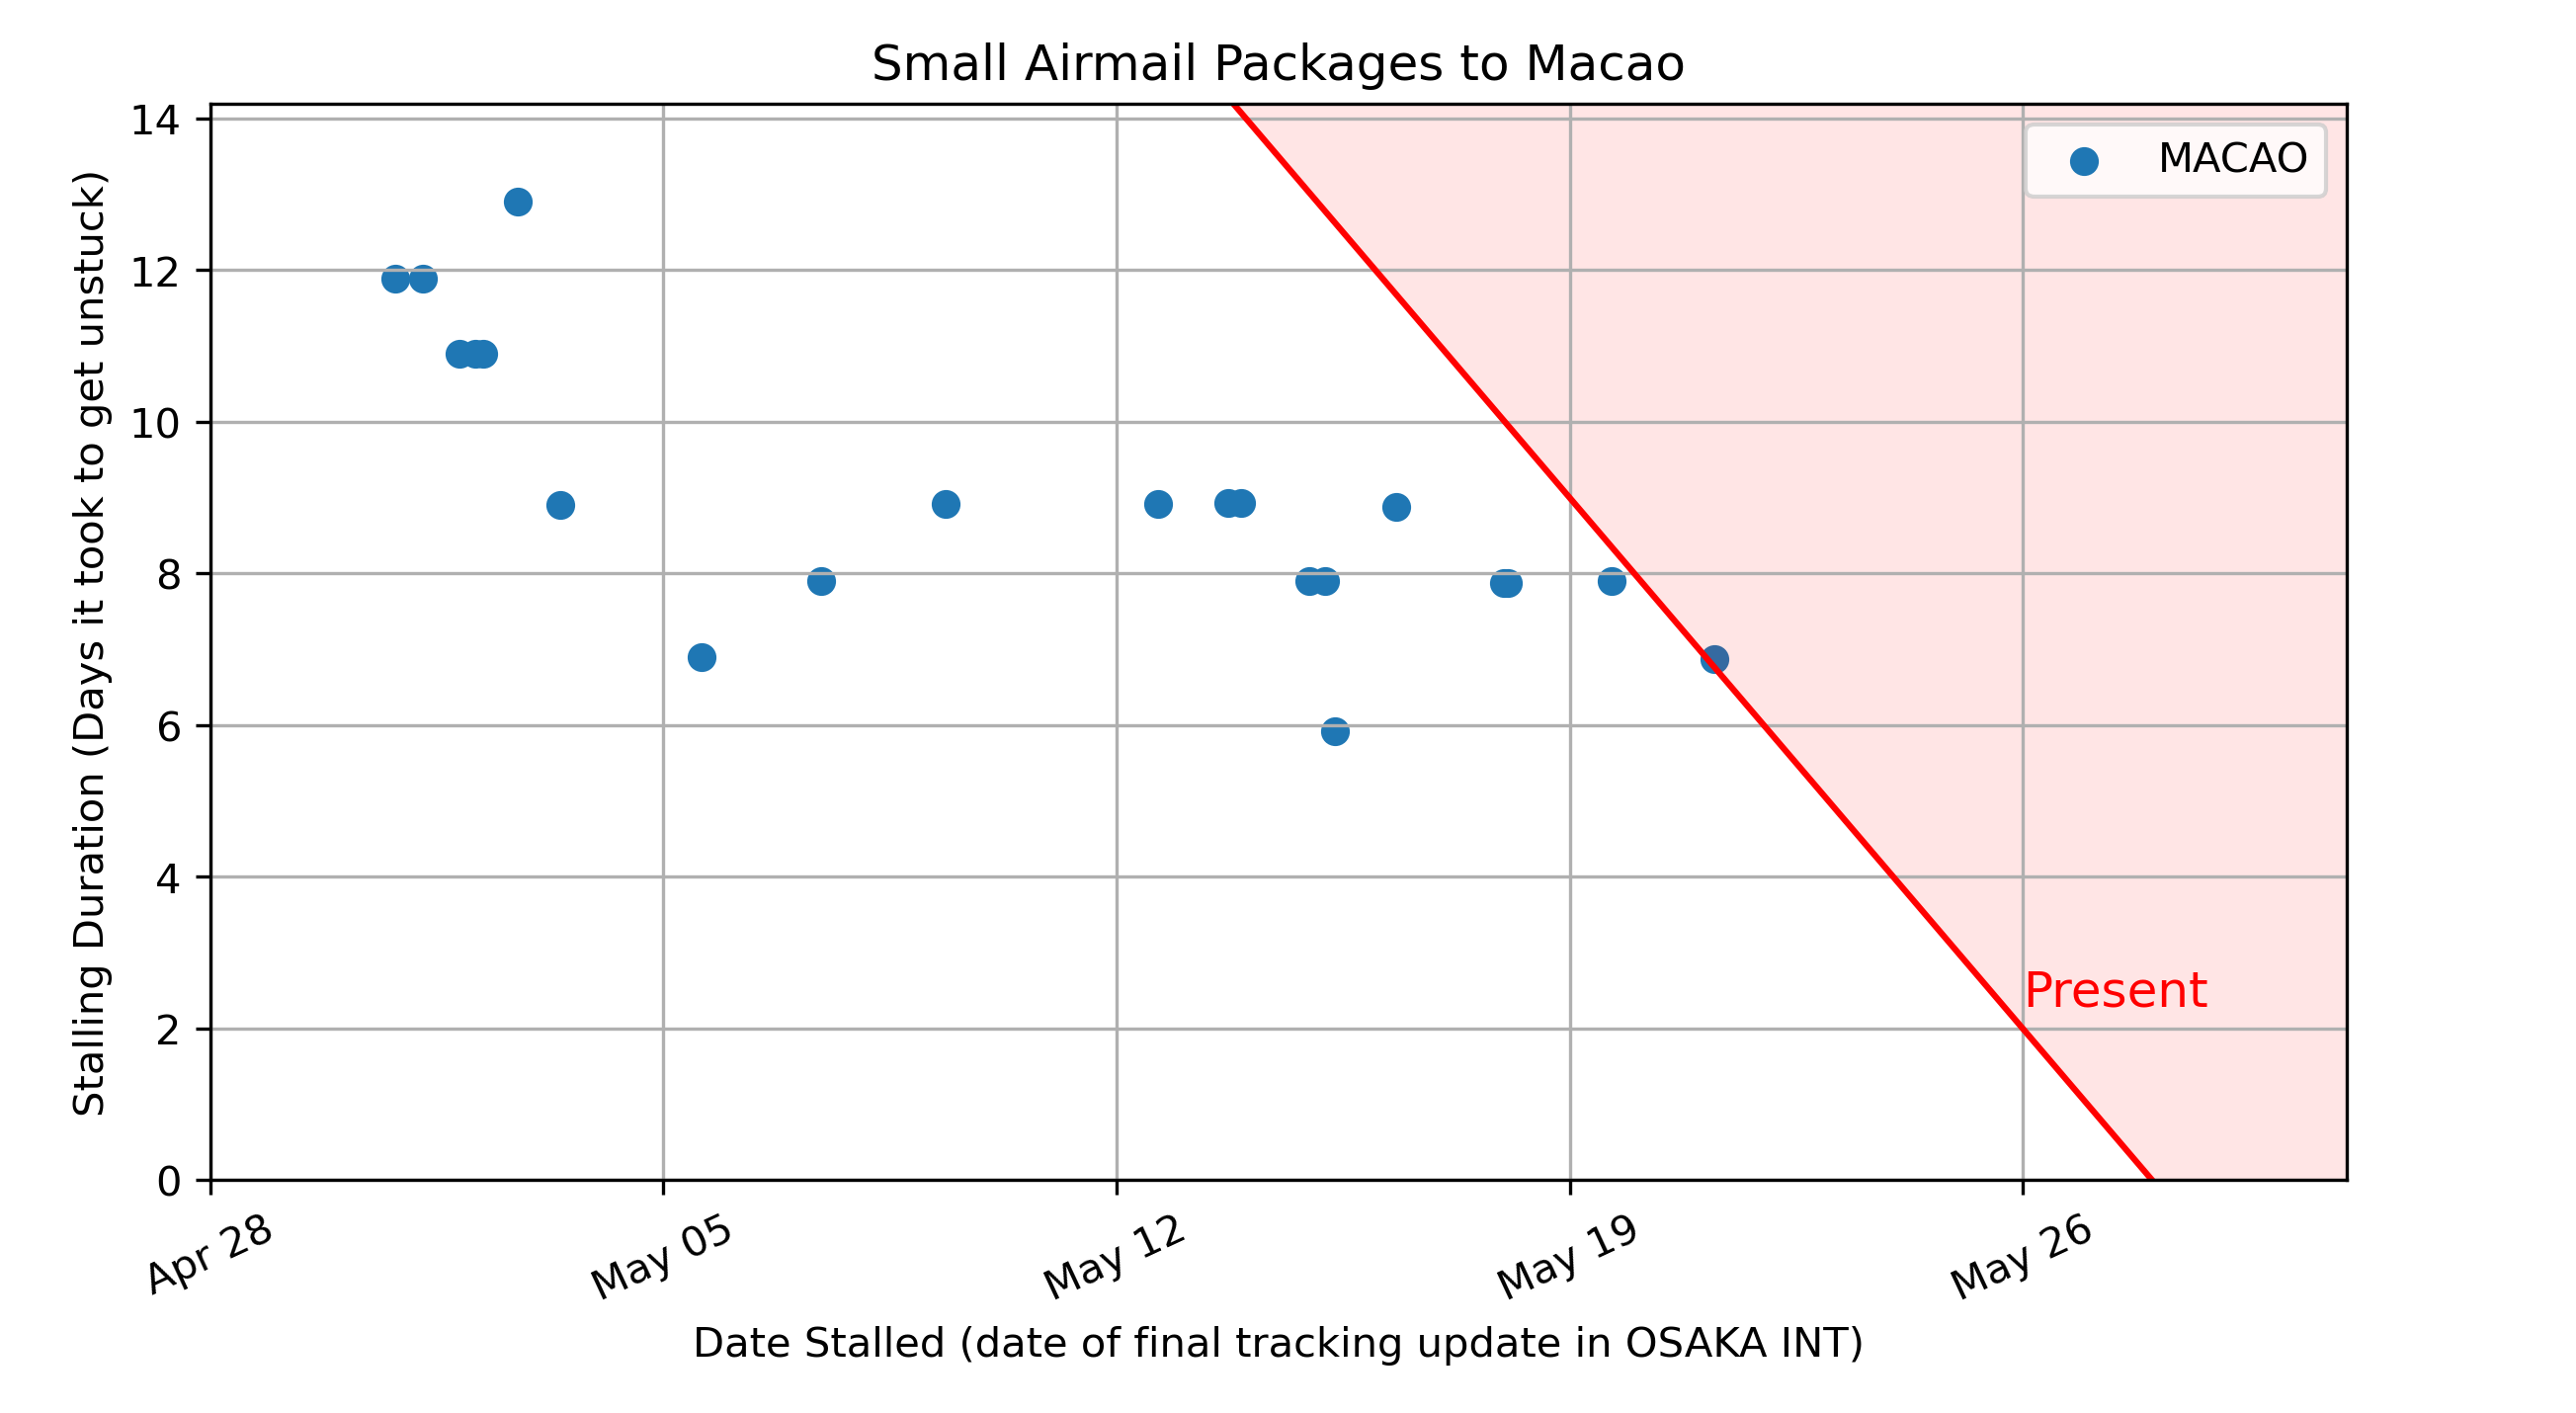 Small Airmail Packages to Macao
Stalling Duration (Days it took to get unstuck)
14
12
10
8
6
4
2
0
MACAO
Present
Apr 28
May 05
May 12
May 19
May 26
Date Stalled (date of final tracking update in OSAKA INT)